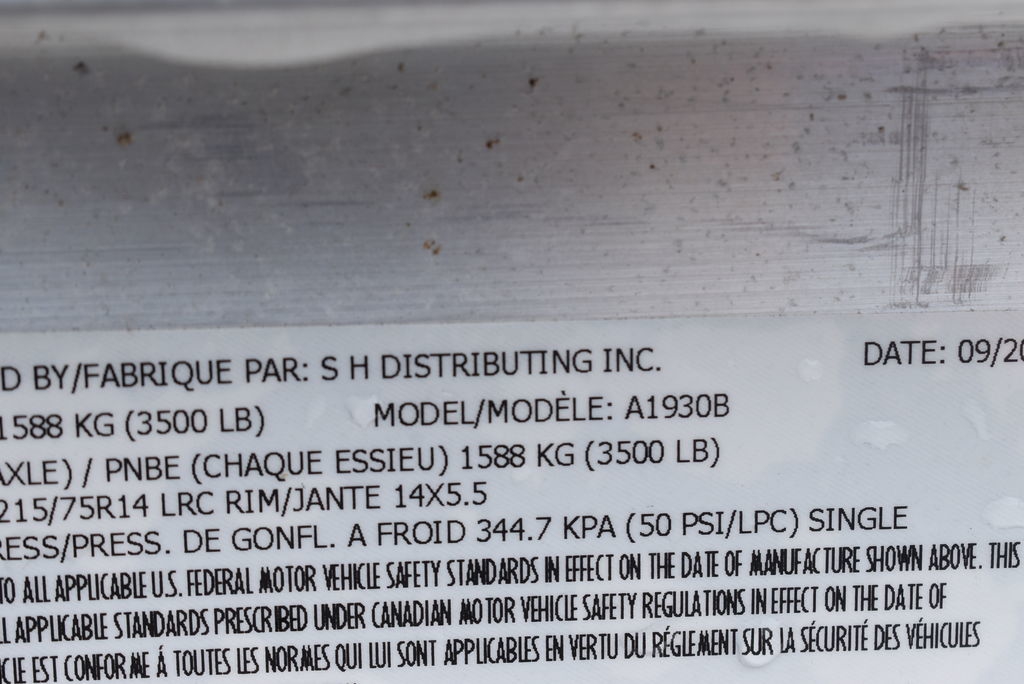 D BY/FABRIQUE PAR: S H DISTRIBUTING INC. DATE: 09/20
1588 KG (3500 LB) MODEL/MODÈLE: A1930B
AXLE) / PNBE (CHAQUE ESSIEU) 1588 KG (3500 LB)
215/75R14 LRC RIM/JANTE 14X5.5
RESS/PRESS. DE GONFL. A FROID 344.7 KPA (50 PSI/LPC) SINGLE
TO ALL APPLICABLE U.S. FEDERAL MOTOR VEHICLE SAFETY STANDARDS IN EFFECT ON THE DATE OF MANUFACTURE SHOWN ABOVE. THIS
LL APPLICABLE STANDARDS PRESCRIBED UNDER CANADIAN MOTOR VEHICLE SAFETY REGULATIONS IN EFFECT ON THE DATE OF
CLE EST CONFORME Á TOUTES LES NORMES QUI LUI SONT APPLICABLES EN VERTU DU RÉGLEMENT SUR LA SÉCURITÉ DES VÉHICULES